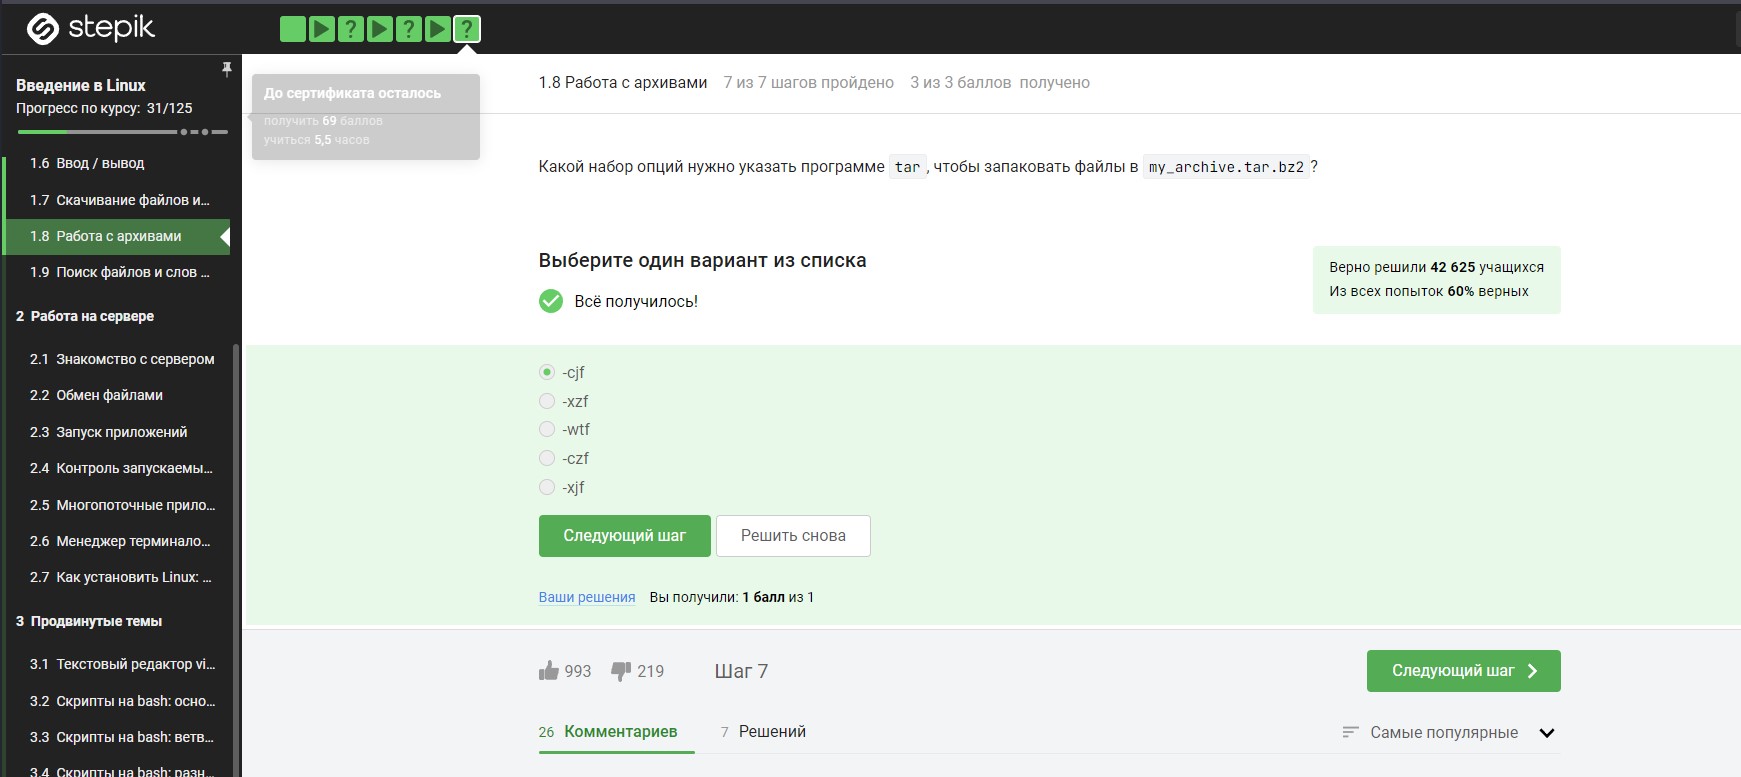 stepik
? ? ?
Введение в Linux
Прогресс по курсу: 31/125
1.6 Ввод / вывод
1.7 Скачивание файлов и...
1.8 Работа с архивами
1.9 Поиск файлов и слов ...
2 Работа на сервере
2.1 Знакомство с сервером
2.2 Обмен файлами
2.3 Запуск приложений
2.4 Контроль запускаемы...
2.5 Многопоточные прило...
2.6 Менеджер терминало...
2.7 Как установить Linux: ...
3 Продвинутые темы
3.1 Текстовый редактор vi...
3.2 Скрипты на bash: осно...
3.3 Скрипты на bash: ветв...
3.4 Скрипты на bash: разн...
До сертификата осталось
получить 69 баллов
учиться 5,5 часов
1.8 Работа с архивами 7 из 7 шагов пройдено 3 из 3 баллов получено
Какой набор опций нужно указать программе tar, чтобы запаковать файлы в my_archive.tar.bz2?
Выберите один вариант из списка
Всё получилось!
Верно решили 42 625 учащихся
Из всех попыток 60% верных
-cjf
-xzf
-wtf
-czf
-xjf
Следующий шаг Решить снова
Ваши решения Вы получили: 1 балл из 1
993 219 Шаг 7 Следующий шаг
26 Комментариев 7 Решений Самые популярные